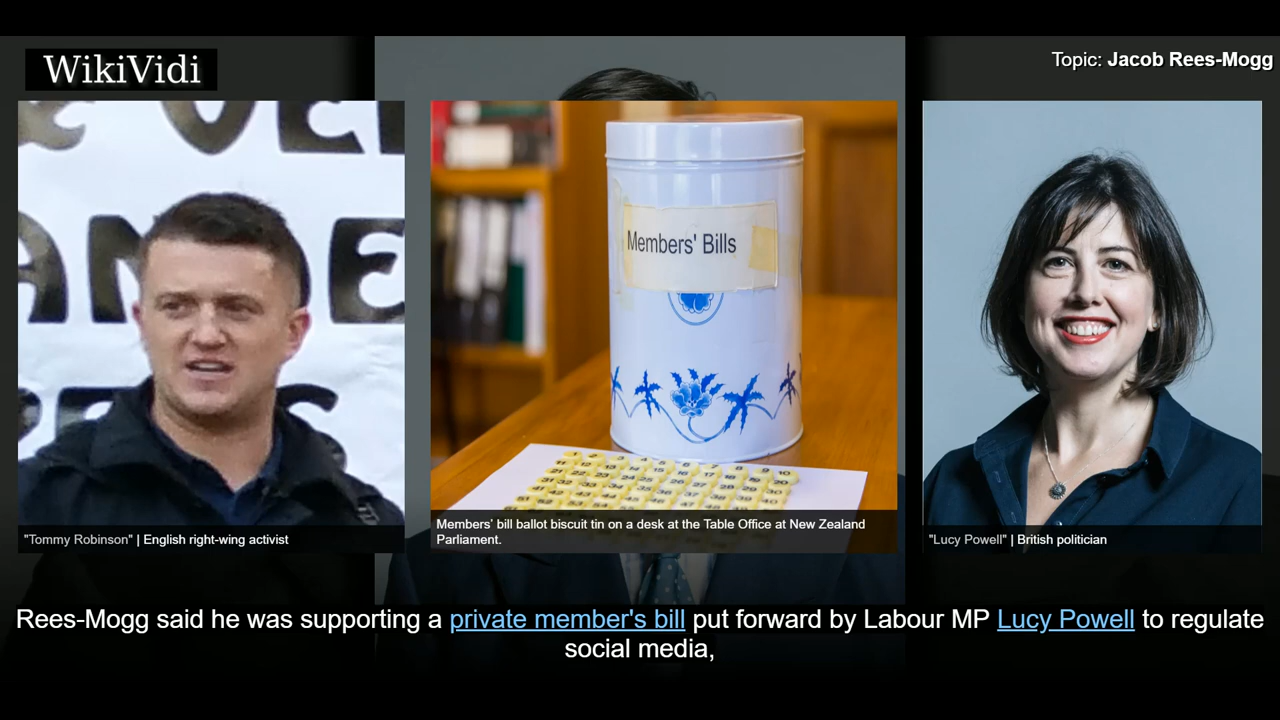 WikiVidi
Topic: Jacob Rees-Mogg
Members' Bills
"Tommy Robinson" | English right-wing activist
Members' bill ballot biscuit tin on a desk at the Table Office at New Zealand
Parliament.
"Lucy Powell" | British politician
Rees-Mogg said he was supporting a private member's bill put forward by Labour MP Lucy Powell to regulate
social media,